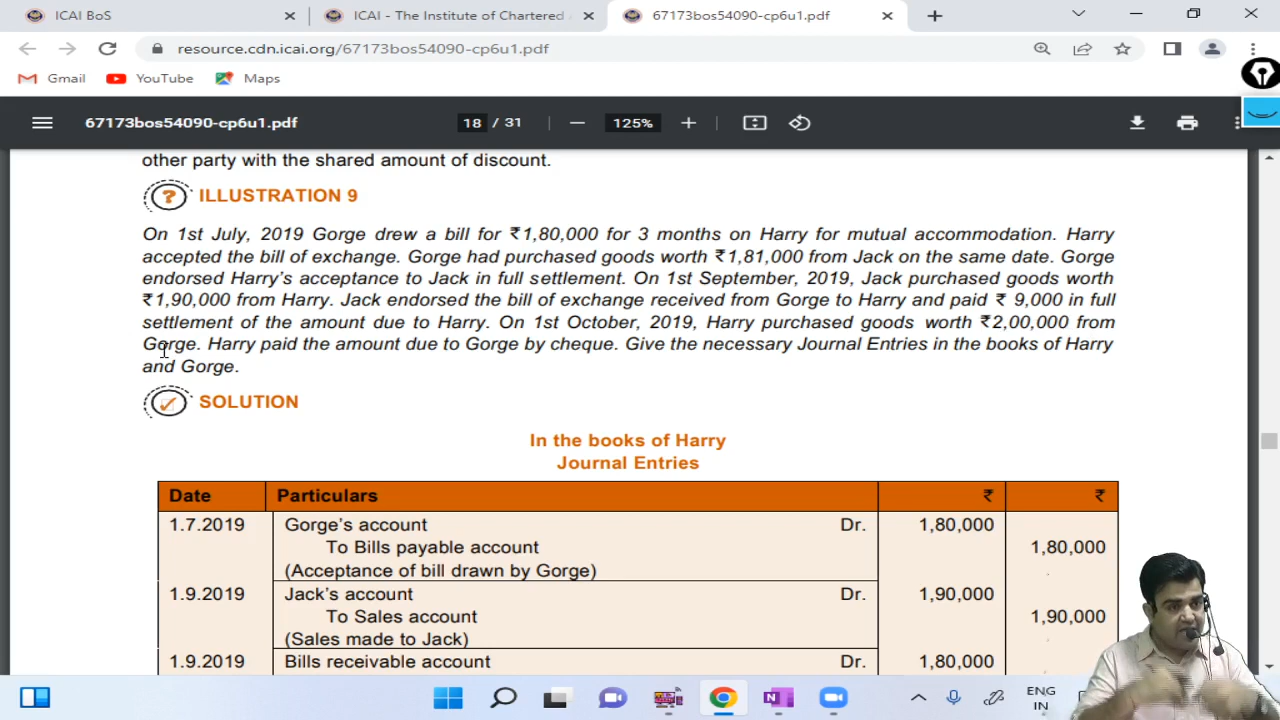 ICAI BoS
ICAI - The Institute of Chartered
67173bos54090-cp6u1.pdf
resource.cdn.icai.org/67173bos54090-cp6u1.pdf
Gmail
YouTube
Maps
67173bos54090-cp6u1.pdf
18 / 31
125%
other party with the shared amount of discount.
ILLUSTRATION 9
On 1st July, 2019 Gorge drew a bill for ₹1,80,000 for 3 months on Harry for mutual accommodation. Harry
accepted the bill of exchange. Gorge had purchased goods worth ₹1,81,000 from Jack on the same date. Gorge
endorsed Harry's acceptance to Jack in full settlement. On 1st September, 2019, Jack purchased goods worth
₹1,90,000 from Harry. Jack endorsed the bill of exchange received from Gorge to Harry and paid ₹ 9,000 in full
settlement of the amount due to Harry. On 1st October, 2019, Harry purchased goods worth ₹2,00,000 from
Gorge. Harry paid the amount due to Gorge by cheque. Give the necessary Journal Entries in the books of Harry
and Gorge.
SOLUTION
In the books of Harry
Journal Entries
Date Particulars ₹ ₹
1.7.2019 Gorge's account Dr. 1,80,000
To Bills payable account 1,80,000
(Acceptance of bill drawn by Gorge)
1.9.2019 Jack's account Dr. 1,90,000
To Sales account 1,90,000
(Sales made to Jack)
1.9.2019 Bills receivable account Dr. 1,80,000
ENG
IN